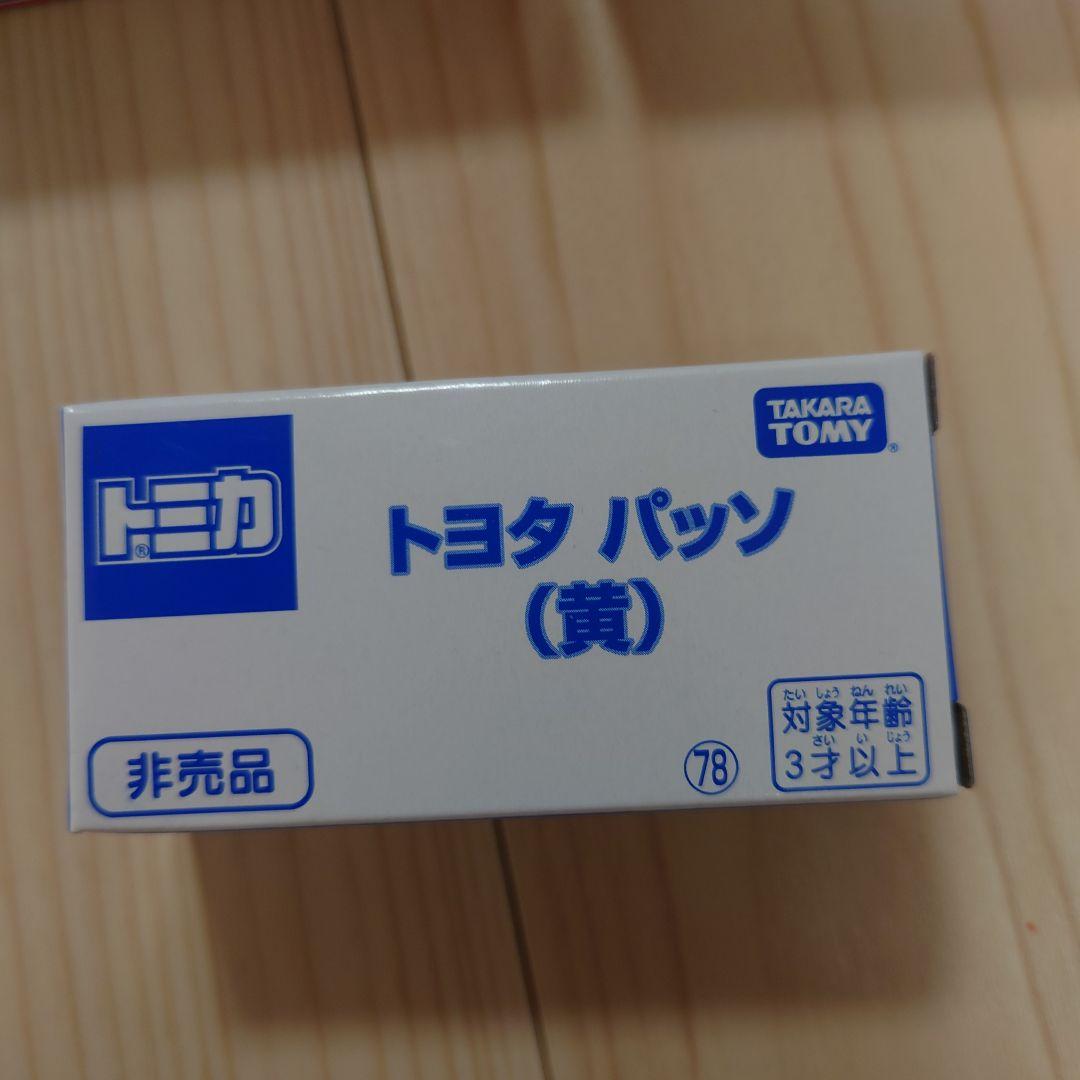 TAKARA
TOMY
®
トミカ
®
トヨタ パッソ
(黄)
非売品
78
たい しょう ねん れい
対象年齢
さい い じょう
3才以上